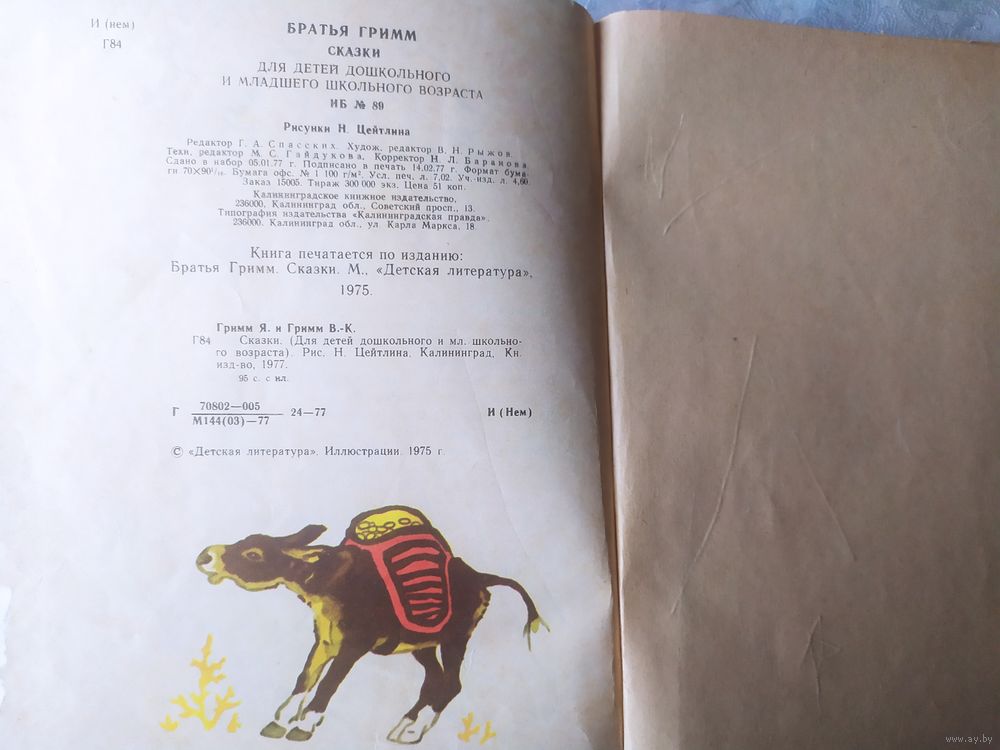 И (нем)
Г84
БРАТЬЯ ГРИММ
СКАЗКИ
ДЛЯ ДЕТЕЙ ДОШКОЛЬНОГО
И МЛАДШЕГО ШКОЛЬНОГО ВОЗРАСТА
ИБ № 89
Рисунки Н. Цейтлина
Редактор Г. А. Спасских. Худож. редактор В. Н. Рыжов.
Техн. редактор М. С. Гайдукова. Корректор Н. Л. Баранова.
Сдано в набор 05.01.77 г. Подписано в печать 14.02.77 г. Формат бума-
ги 70×90¹/₁₆. Бумага офс. № 1 100 г/м². Усл. печ. л. 7,02. Уч.-изд. л. 4,60.
Заказ 15005. Тираж 300 000 экз. Цена 51 коп.
Калининградское книжное издательство,
236000, Калининград обл., Советский просп., 13.
Типография издательства «Калининградская правда».
236000, Калининград обл., ул. Карла Маркса, 18
Книга печатается по изданию:
Братья Гримм. Сказки. М., «Детская литература»,
1975.
Гримм Я. и Гримм В.-К.
Г84 Сказки. (Для детей дошкольного и мл. школьно-
го возраста). Рис. Н. Цейтлина. Калининград, Кн.
изд-во, 1977.
95 с. с ил.
Г 70802—005 24—77 И (Нем)
М144(03)—77
© «Детская литература». Иллюстрации. 1975 г.
www.ay.by